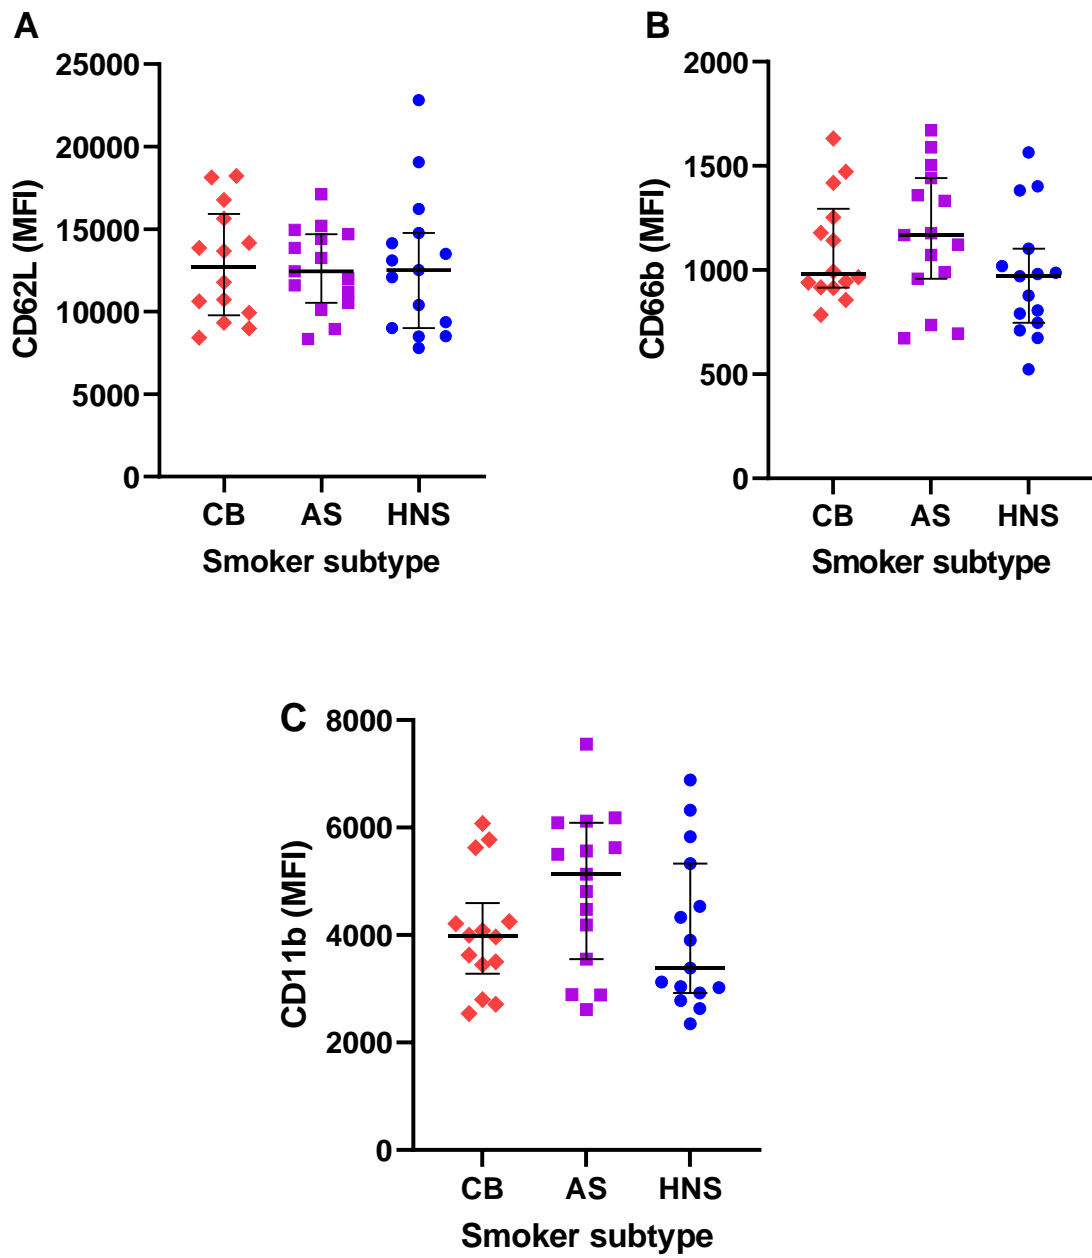 A
CD62L (MFI)
25000
20000
15000
10000
5000
0
CB AS HNS
Smoker subtype
B
CD66b (MFI)
2000
1500
1000
500
0
CB AS HNS
Smoker subtype
C
CD11b (MFI)
8000
6000
4000
2000
0
CB AS HNS
Smoker subtype